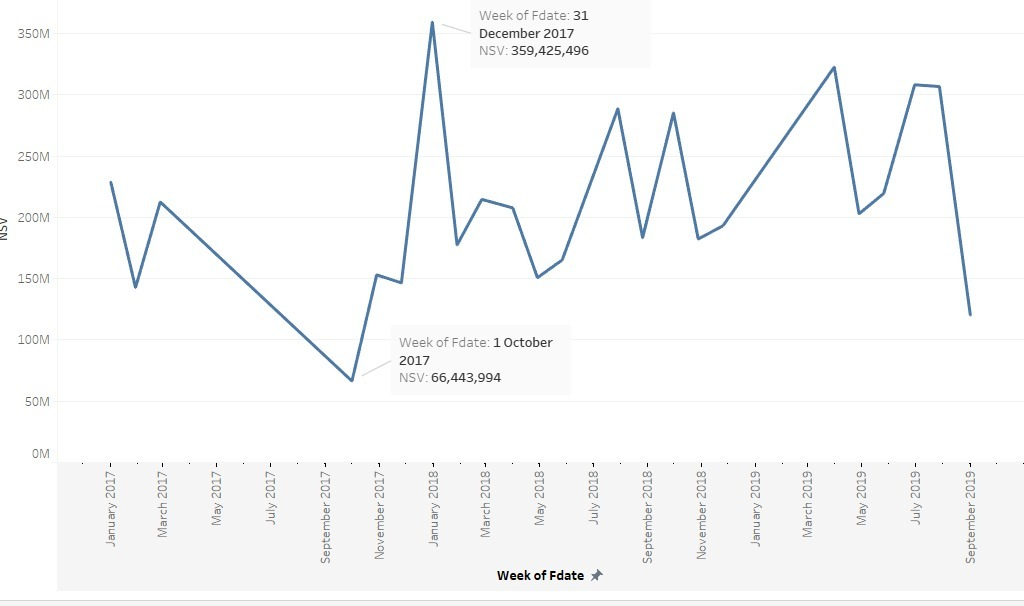 Week of Fdate: 31
December 2017
NSV: 359,425,496
350M
300M
250M
200M
150M
100M
50M
0M
NSV
Week of Fdate: 1 October
2017
NSV: 66,443,994
January 2017
March 2017
May 2017
July 2017
September 2017
November 2017
January 2018
March 2018
May 2018
July 2018
September 2018
November 2018
January 2019
March 2019
May 2019
July 2019
September 2019
Week of Fdate